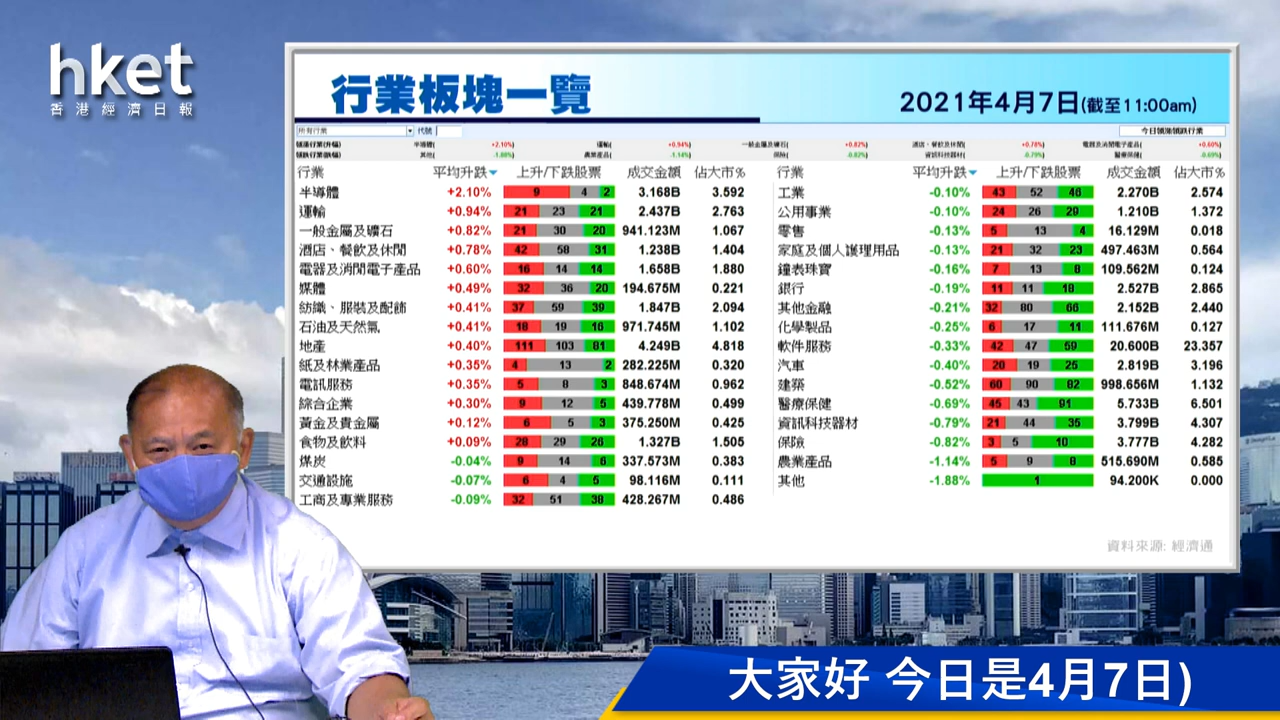 hket
香港經濟日報
行業板塊一覽
2021年4月7日(截至11:00am)
所有行業 代號
今日領漲領跌行業
+2.10%) +0.94%) +0.82%) +0.78%) +0.60%)
-1.88%) -1.14%) -0.82%) -0.79%) -0.69%)
行業 平均升跌 上升/下跌股票 成交金額 佔大市% 行業 平均升跌 上升/下跌股票 成交金額 佔大市%
半導體 +2.10% 9 4 2 3.168B 3.592 工業 -0.10% 43 52 46 2.270B 2.574
運輸 +0.94% 21 23 21 2.437B 2.763 公用事業 -0.10% 24 26 29 1.210B 1.372
一般金屬及礦石 +0.82% 21 30 20 941.123M 1.067 零售 -0.13% 5 13 4 16.129M 0.018
酒店、餐飲及休閒 +0.78% 42 58 31 1.238B 1.404 家庭及個人護理用品 -0.13% 21 32 23 497.463M 0.564
電器及消閒電子產品 +0.60% 16 14 14 1.658B 1.880 鐘表珠寶 -0.16% 7 13 8 109.562M 0.124
媒體 +0.49% 32 36 20 194.675M 0.221 銀行 -0.19% 11 11 18 2.527B 2.865
紡織、服裝及配飾 +0.41% 37 59 39 1.847B 2.094 其他金融 -0.21% 32 80 66 2.152B 2.440
石油及天然氣 +0.41% 18 19 16 971.745M 1.102 化學製品 -0.25% 6 17 11 111.676M 0.127
地產 +0.40% 111 103 81 4.249B 4.818 軟件服務 -0.33% 42 47 59 20.600B 23.357
紙及林業產品 +0.35% 4 13 2 282.225M 0.320 汽車 -0.40% 20 19 25 2.819B 3.196
電訊服務 +0.35% 5 8 3 848.674M 0.962 建築 -0.52% 60 90 82 998.656M 1.132
綜合企業 +0.30% 9 12 5 439.778M 0.499 醫療保健 -0.69% 45 43 91 5.733B 6.501
黃金及貴金屬 +0.12% 6 5 3 375.250M 0.425 資訊科技器材 -0.79% 21 44 35 3.799B 4.307
食物及飲料 +0.09% 28 29 26 1.327B 1.505 保險 -0.82% 3 5 10 3.777B 4.282
煤炭 -0.04% 9 14 6 337.573M 0.383 農業產品 -1.14% 5 9 8 515.690M 0.585
交通設施 -0.07% 6 4 5 98.116M 0.111 其他 -1.88% 1 94.200K 0.000
工商及專業服務 -0.09% 32 51 38 428.267M 0.486
資料來源: 經濟通
大家好 今日是4月7日)